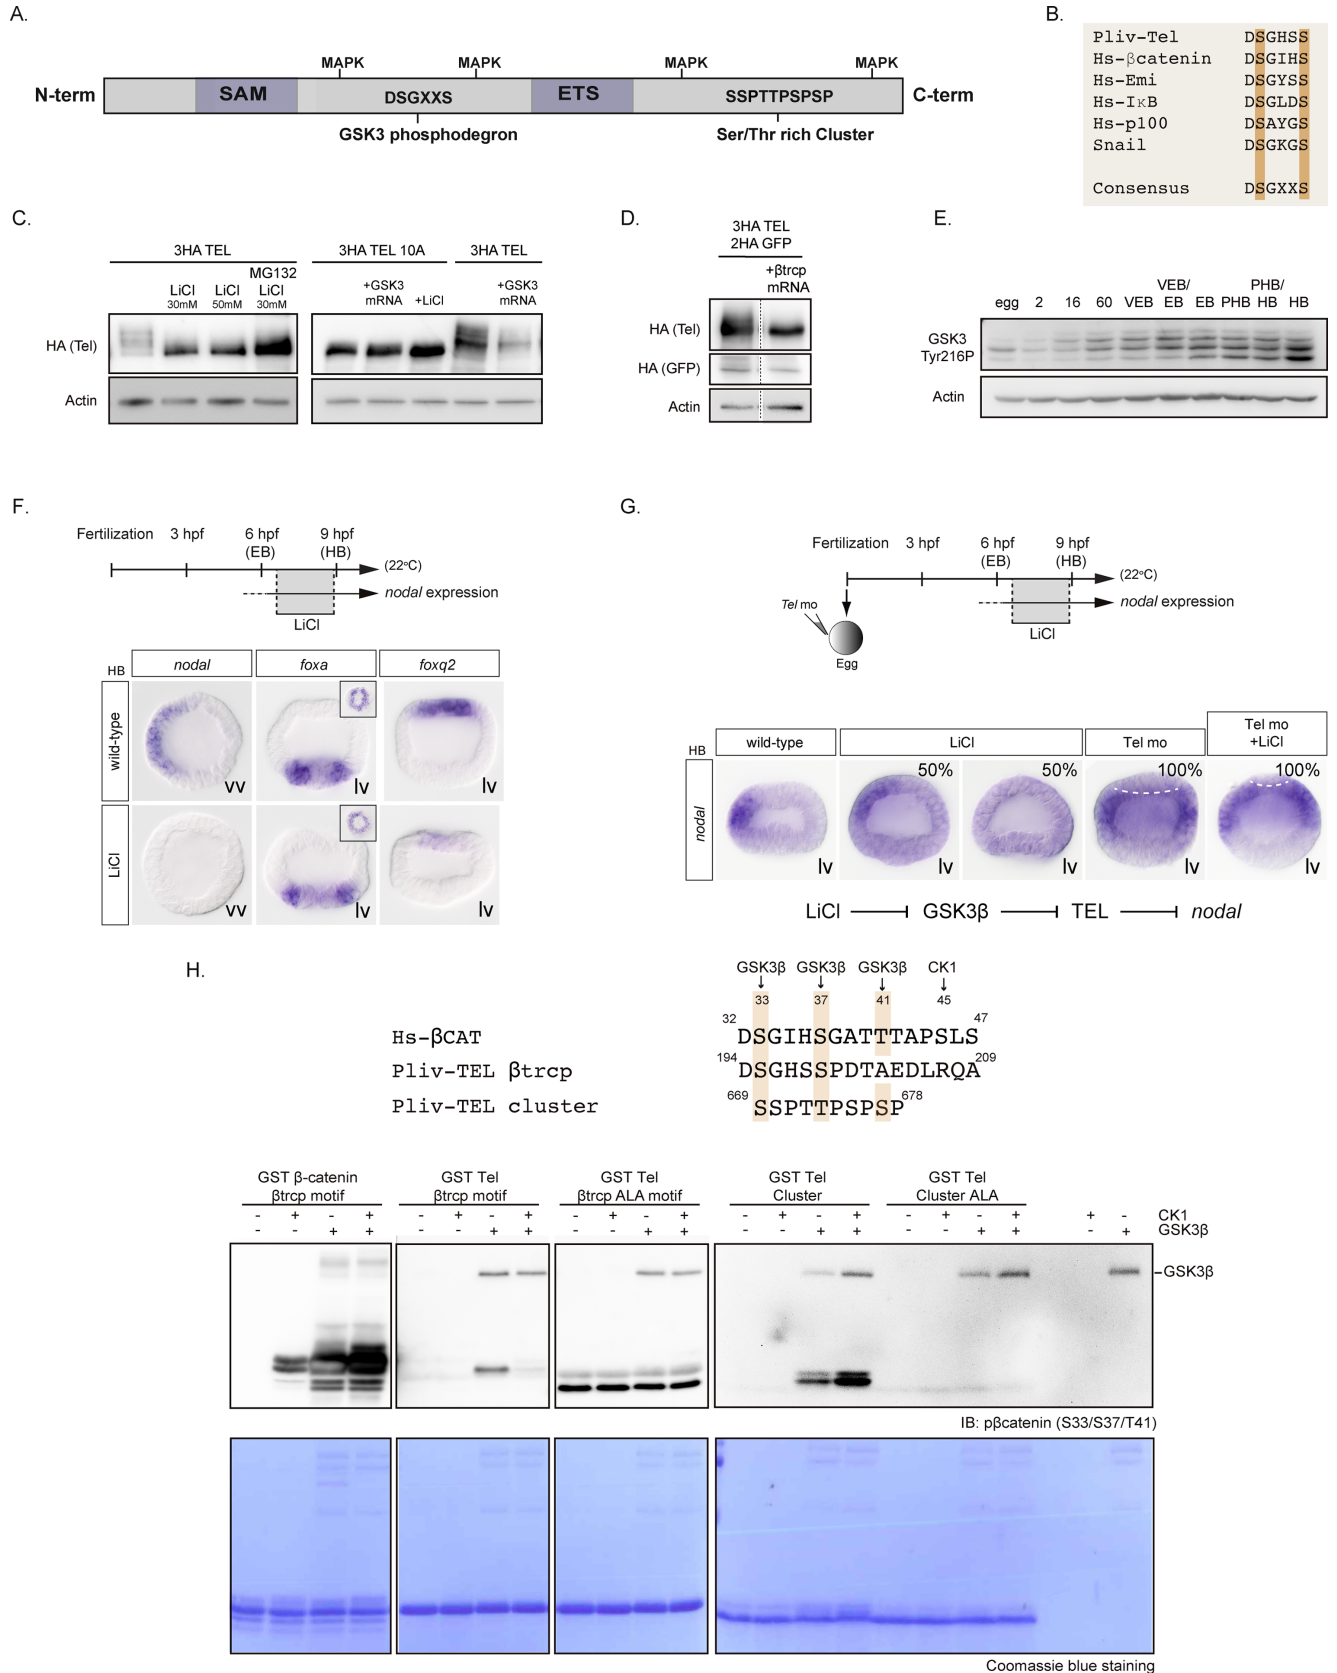 A.
MAPK MAPK MAPK MAPK
N-term SAM DSGXXS ETS SSPTTPSPSP C-term
GSK3 phosphodegron Ser/Thr rich Cluster
B.
Pliv-Tel DSGHSS
Hs-βcatenin DSGIHS
Hs-Emi DSGYSS
Hs-IκB DSGLDS
Hs-p100 DSAYGS
Snail DSGKGS
Consensus DSGXXS
C.
3HA TEL 3HA TEL 10A 3HA TEL
LiCl 30mM LiCl 50mM MG132 LiCl 30mM +GSK3 mRNA +LiCl +GSK3 mRNA
HA (Tel)
Actin
D.
3HA TEL
2HA GFP
+βtrcp
mRNA
HA (Tel)
HA (GFP)
Actin
E.
egg 2 16 60 VEB VEB/EB EB PHB PHB/HB HB
GSK3
Tyr216P
Actin
F.
Fertilization 3 hpf 6 hpf (EB) 9 hpf (HB)
(22°C)
nodal expression
LiCl
HB nodal foxa foxq2
wild-type vv lv lv
LiCl vv lv lv
G.
Fertilization 3 hpf 6 hpf (EB) 9 hpf (HB)
(22°C)
nodal expression
LiCl
Tel mo
Egg
HB wild-type LiCl Tel mo Tel mo +LiCl
50% 50% 100% 100%
nodal
lv lv lv lv lv
LiCl GSK3β TEL nodal
H.
GSK3β GSK3β GSK3β CK1
33 37 41 45
Hs-βCAT 32 DSGIHSGATTTAPSLS 47
Pliv-TEL βtrcp 194 DSGHSSPDTAEDLRQA 209
Pliv-TEL cluster 669 SSPTTPSPSP 678
GST β-catenin βtrcp motif GST Tel βtrcp motif GST Tel βtrcp ALA motif GST Tel Cluster GST Tel Cluster ALA
- + - + - + - + - + - + - + - + - + - + + - CK1
- - + + - - + + - - + + - - + + - - + + - + GSK3β
-GSK3β
IB: pβcatenin (S33/S37/T41)
Coomassie blue staining